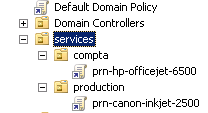 Default Domain Policy
Domain Controllers
services
compta
prn-hp-officejet-6500
production
prn-canon-inkjet-2500